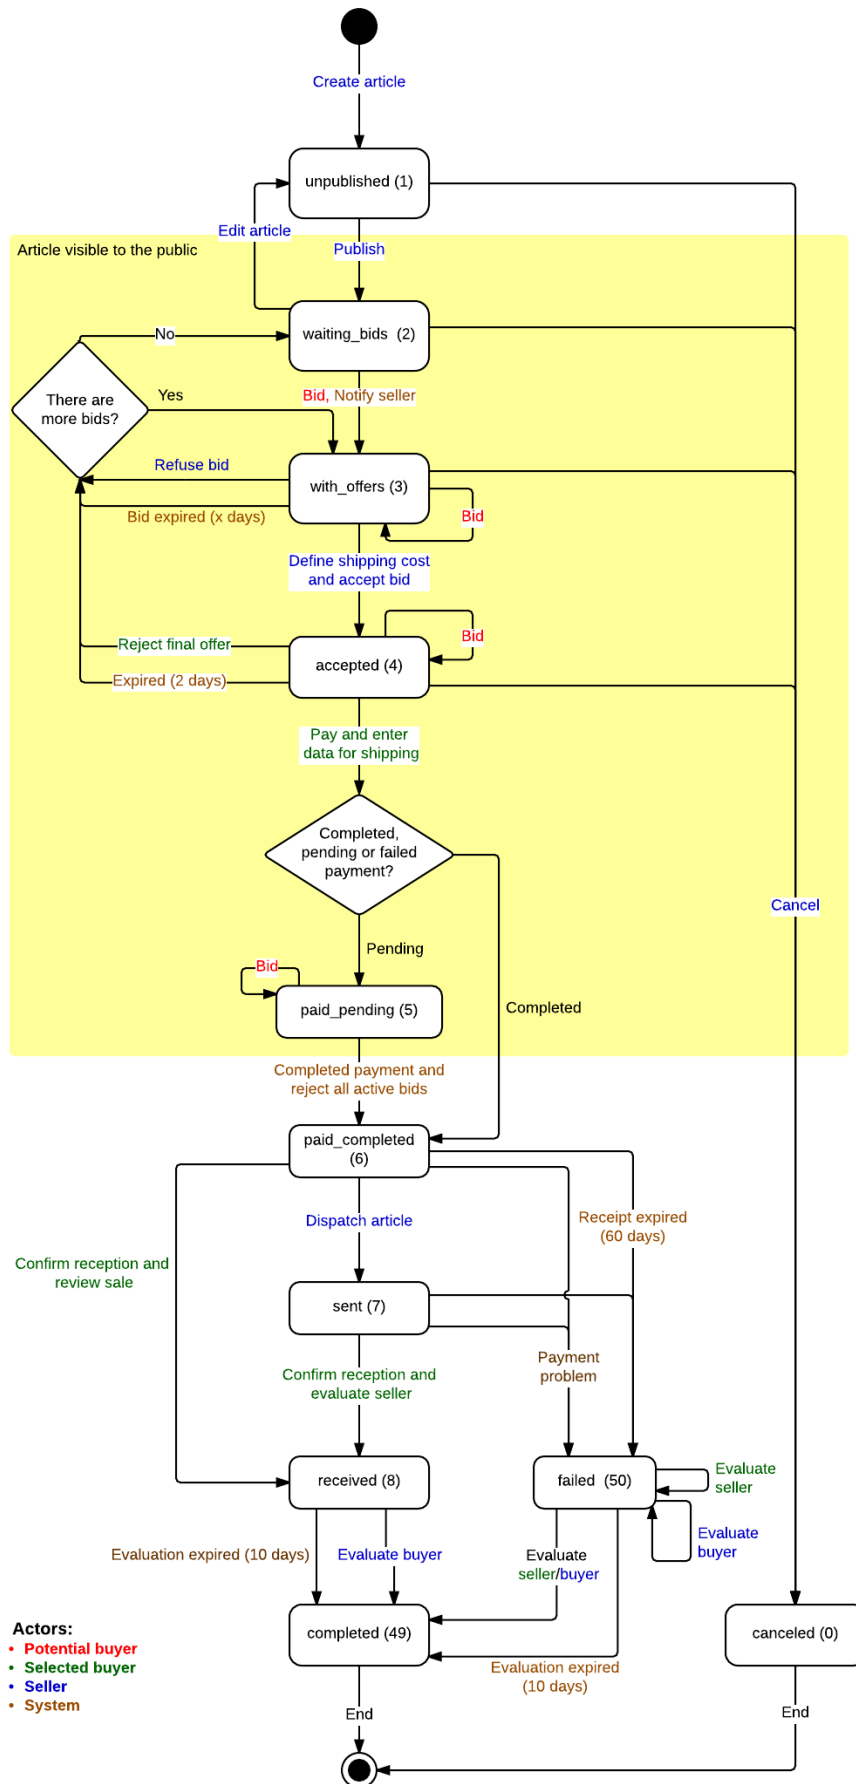 Create article
unpublished (1)
Edit article
Publish
Article visible to the public
No
waiting_bids  (2)
There are
more bids?
Yes
Bid, Notify seller
Refuse bid
with_offers (3)
Bid expired (x days)
Bid
Define shipping cost
and accept bid
Reject final offer
Bid
accepted (4)
Expired (2 days)
Pay and enter
data for shipping
Completed,
pending or failed
payment?
Cancel
Pending
Bid
paid_pending (5)
Completed
Completed payment and
reject all active bids
paid_completed
(6)
Dispatch article
Receipt expired
(60 days)
Confirm reception and
review sale
sent (7)
Payment
problem
Confirm reception and
evaluate seller
received (8)
failed  (50)
Evaluate
seller
Evaluate
buyer
Evaluation expired (10 days)
Evaluate buyer
Evaluate
seller/buyer
completed (49)
canceled (0)
Evaluation expired
(10 days)
Actors:
• Potential buyer
• Selected buyer
• Seller
• System
End
End